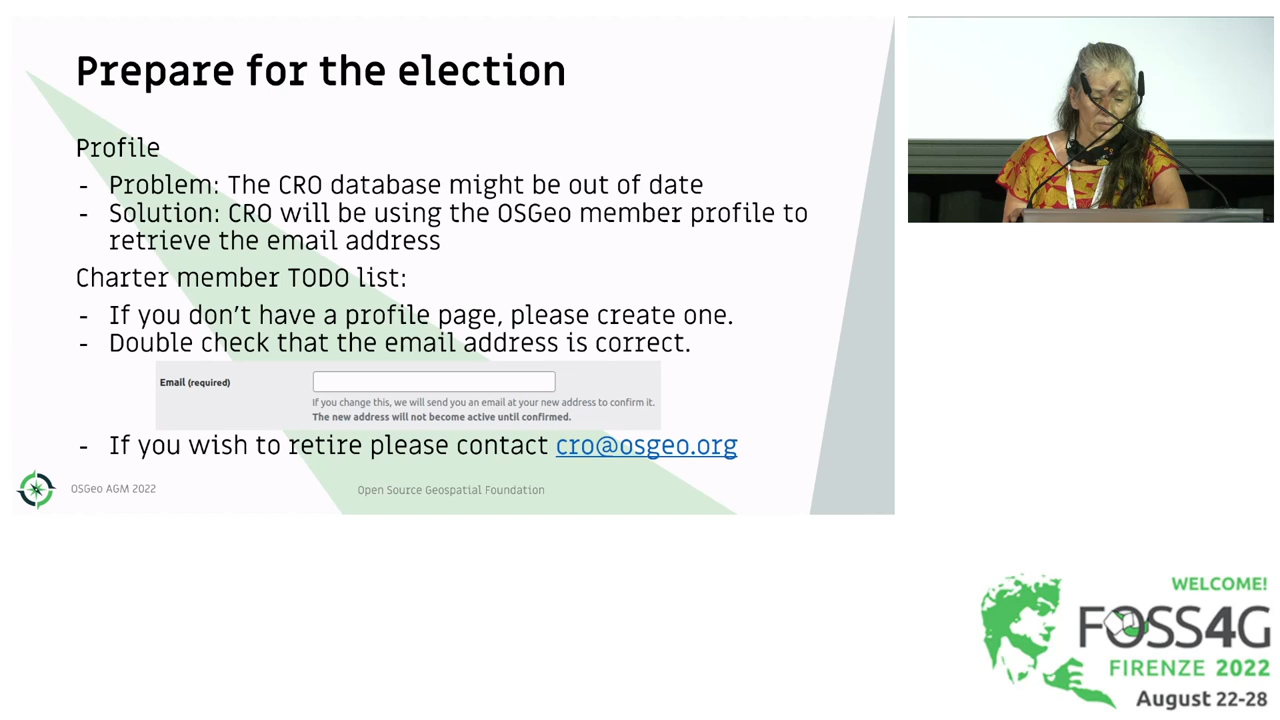 Prepare for the election
Profile
- Problem: The CRO database might be out of date
- Solution: CRO will be using the OSGeo member profile to
retrieve the email address
Charter member TODO list:
- If you don't have a profile page, please create one.
- Double check that the email address is correct.
Email (required)
If you change this, we will send you an email at your new address to confirm it.
The new address will not become active until confirmed.
- If you wish to retire please contact cro@osgeo.org
OSGeo AGM 2022
Open Source Geospatial Foundation
WELCOME!
FOSS4G
FIRENZE 2022
August 22-28